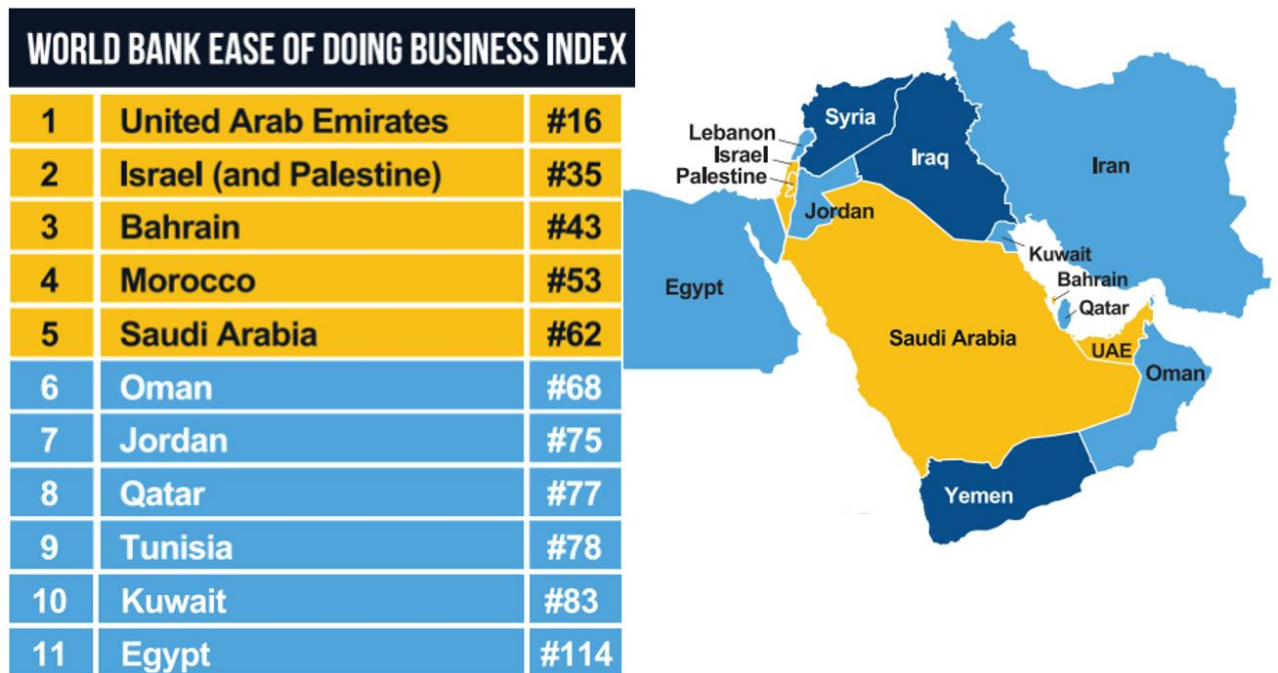 WORLD BANK EASE OF DOING BUSINESS INDEX
1 United Arab Emirates #16
2 Israel (and Palestine) #35
3 Bahrain #43
4 Morocco #53
5 Saudi Arabia #62
6 Oman #68
7 Jordan #75
8 Qatar #77
9 Tunisia #78
10 Kuwait #83
11 Egypt #114
Syria
Lebanon
Israel
Palestine
Iraq
Iran
Jordan
Kuwait
Bahrain
Egypt
Qatar
Saudi Arabia
UAE
Oman
Yemen